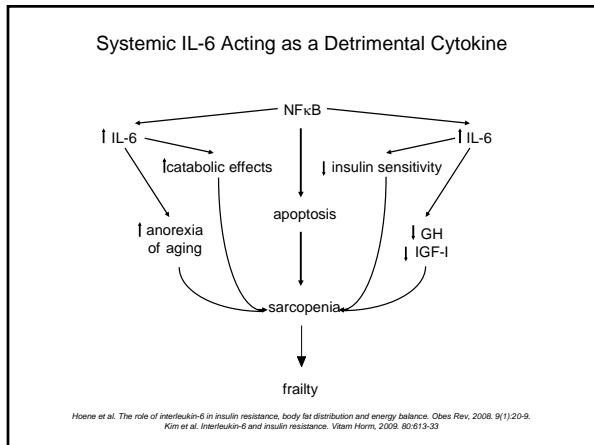 Systemic IL-6 Acting as a Detrimental Cytokine
NFκB
↑ IL-6
↑ IL-6
↑catabolic effects
↓ insulin sensitivity
apoptosis
↑ anorexia
of aging
↓ GH
↓ IGF-I
sarcopenia
frailty
Hoene et al. The role of interleukin-6 in insulin resistance, body fat distribution and energy balance. Obes Rev, 2008. 9(1):20-9.
Kim et al. Interleukin-6 and insulin resistance. Vitam Horm, 2009. 80:613-33